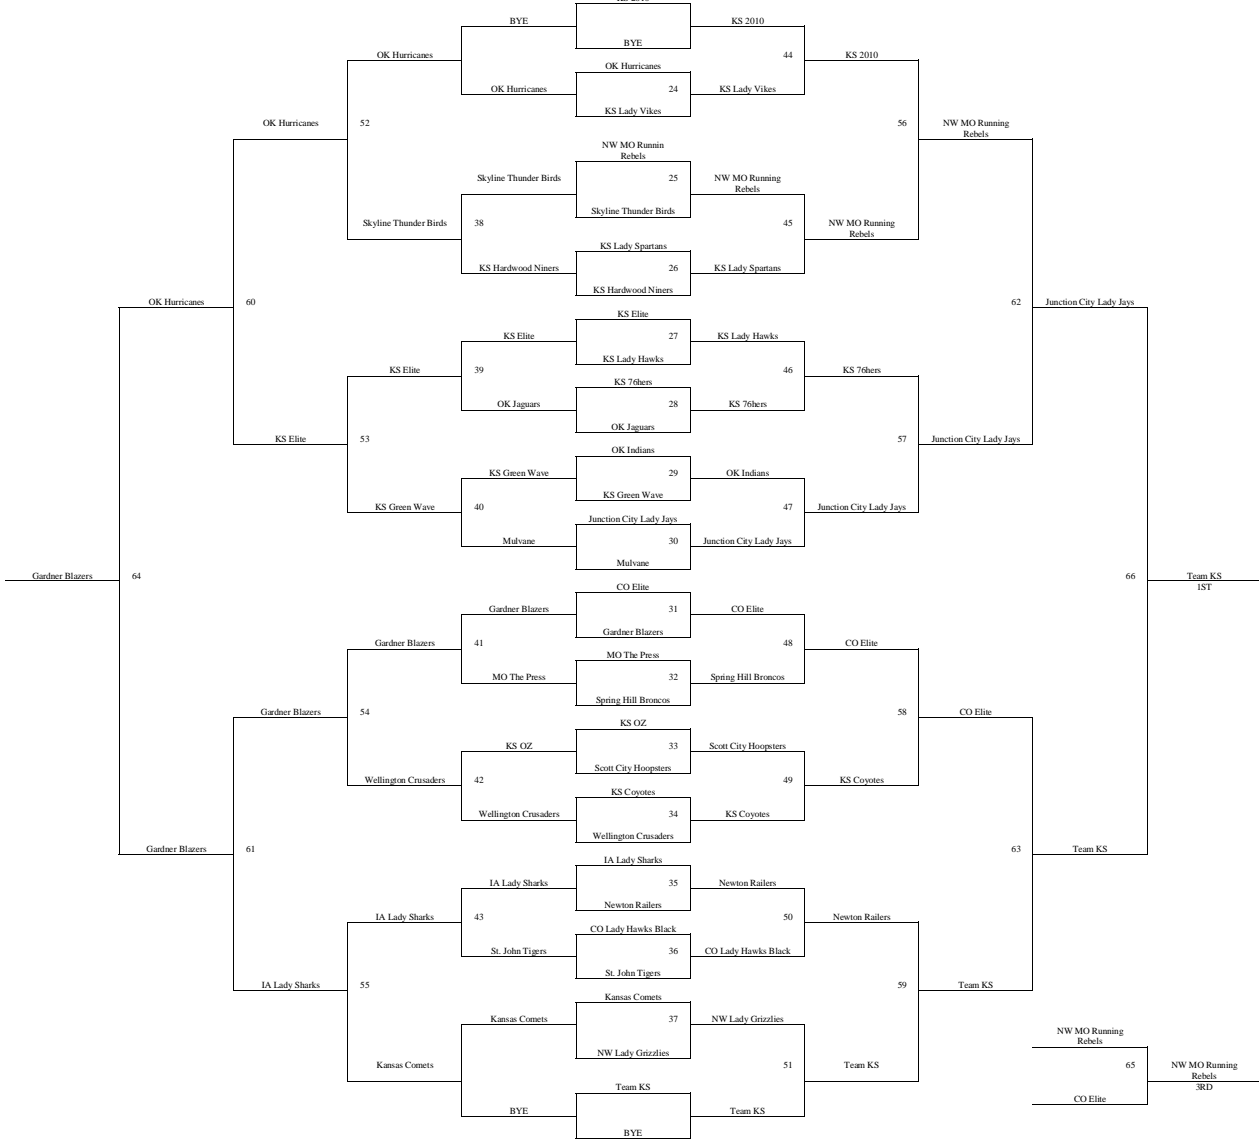 BYE
KS 2010
BYE
44
OK Hurricanes
KS 2010
OK Hurricanes
OK Hurricanes
24
KS Lady Vikes
KS Lady Vikes
OK Hurricanes
52
56
NW MO Running
Rebels
NW MO Runnin
Rebels
Skyline Thunder Birds
25
NW MO Running
Rebels
Skyline Thunder Birds
Skyline Thunder Birds
38
45
NW MO Running
Rebels
KS Lady Spartans
KS Hardwood Niners
26
KS Lady Spartans
KS Hardwood Niners
OK Hurricanes
60
62
Junction City Lady Jays
KS Elite
KS Elite
27
KS Lady Hawks
KS Lady Hawks
KS Elite
39
46
KS 76hers
KS 76hers
OK Jaguars
28
KS 76hers
OK Jaguars
KS Elite
53
57
Junction City Lady Jays
OK Indians
KS Green Wave
29
OK Indians
KS Green Wave
KS Green Wave
40
47
Junction City Lady Jays
Junction City Lady Jays
Mulvane
30
Junction City Lady Jays
Mulvane
Gardner Blazers
64
66
Team KS
1ST
CO Elite
Gardner Blazers
31
CO Elite
Gardner Blazers
Gardner Blazers
41
48
CO Elite
MO The Press
MO The Press
32
Spring Hill Broncos
Spring Hill Broncos
Gardner Blazers
54
58
CO Elite
KS OZ
KS OZ
33
Scott City Hoopsters
Scott City Hoopsters
Wellington Crusaders
42
49
KS Coyotes
KS Coyotes
Wellington Crusaders
34
KS Coyotes
Wellington Crusaders
Gardner Blazers
61
63
Team KS
IA Lady Sharks
IA Lady Sharks
35
Newton Railers
Newton Railers
IA Lady Sharks
43
50
Newton Railers
CO Lady Hawks Black
St. John Tigers
36
CO Lady Hawks Black
St. John Tigers
IA Lady Sharks
55
59
Team KS
Kansas Comets
Kansas Comets
37
NW Lady Grizzlies
NW Lady Grizzlies
NW MO Running
Rebels
Kansas Comets
51
Team KS
65
NW MO Running
Rebels
3RD
Team KS
CO Elite
BYE
Team KS
BYE